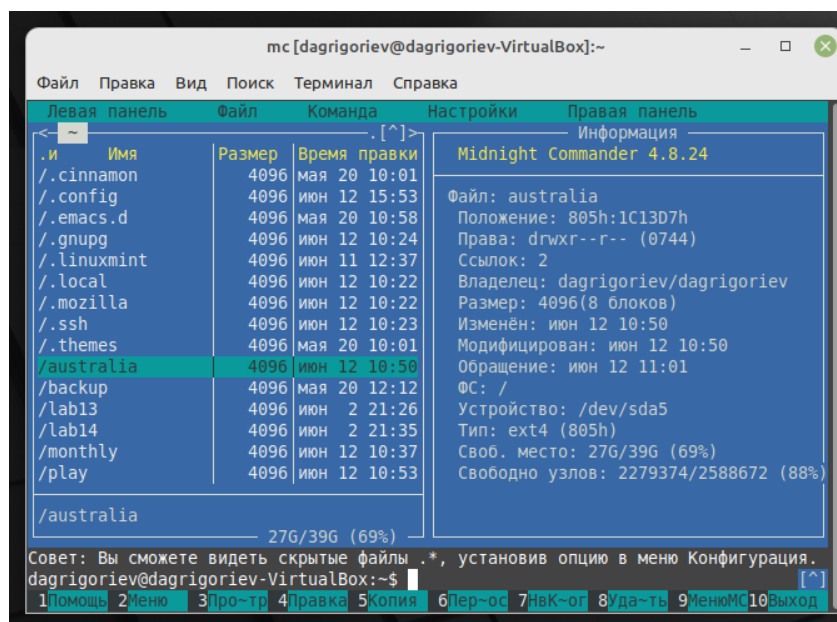 mc [dagrigoriev@dagrigoriev-VirtualBox]:~
Файл Правка Вид Поиск Терминал Справка
Левая панель Файл Команда Настройки Правая панель
<- ~ .[^]>
.и Имя Размер Время правки
/.cinnamon 4096 мая 20 10:01
/.config 4096 июн 12 15:53
/.emacs.d 4096 мая 20 10:58
/.gnupg 4096 июн 12 10:24
/.linuxmint 4096 июн 11 12:37
/.local 4096 июн 12 10:22
/.mozilla 4096 июн 12 10:22
/.ssh 4096 июн 12 10:23
/.themes 4096 мая 20 10:01
/australia 4096 июн 12 10:50
/backup 4096 мая 20 12:12
/lab13 4096 июн 2 21:26
/lab14 4096 июн 2 21:35
/monthly 4096 июн 12 10:37
/play 4096 июн 12 10:53
/australia
27G/39G (69%)
Информация
Midnight Commander 4.8.24
Файл: australia
Положение: 805h:1C13D7h
Права: drwxr--r-- (0744)
Ссылок: 2
Владелец: dagrigoriev/dagrigoriev
Размер: 4096(8 блоков)
Изменён: июн 12 10:50
Модифицирован: июн 12 10:50
Обращение: июн 12 11:01
ФС: /
Устройство: /dev/sda5
Тип: ext4 (805h)
Своб. место: 27G/39G (69%)
Свободно узлов: 2279374/2588672 (88%)
Совет: Вы сможете видеть скрытые файлы .*, установив опцию в меню Конфигурация.
dagrigoriev@dagrigoriev-VirtualBox:~$ [^]
1Помощь 2Меню 3Про~тр 4Правка 5Копия 6Пер~ос 7НвК~ог 8Уда~ть 9МенюМС 10Выход